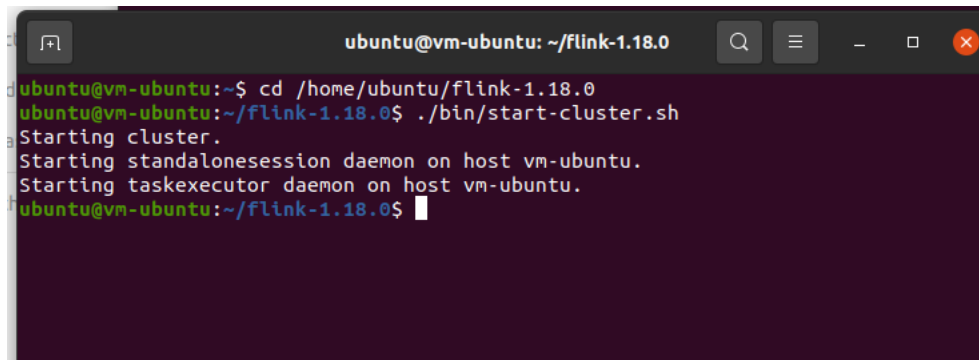 ubuntu@vm-ubuntu: ~/flink-1.18.0
ubuntu@vm-ubuntu:~$ cd /home/ubuntu/flink-1.18.0
ubuntu@vm-ubuntu:~/flink-1.18.0$ ./bin/start-cluster.sh
Starting cluster.
Starting standalonesession daemon on host vm-ubuntu.
Starting taskexecutor daemon on host vm-ubuntu.
ubuntu@vm-ubuntu:~/flink-1.18.0$